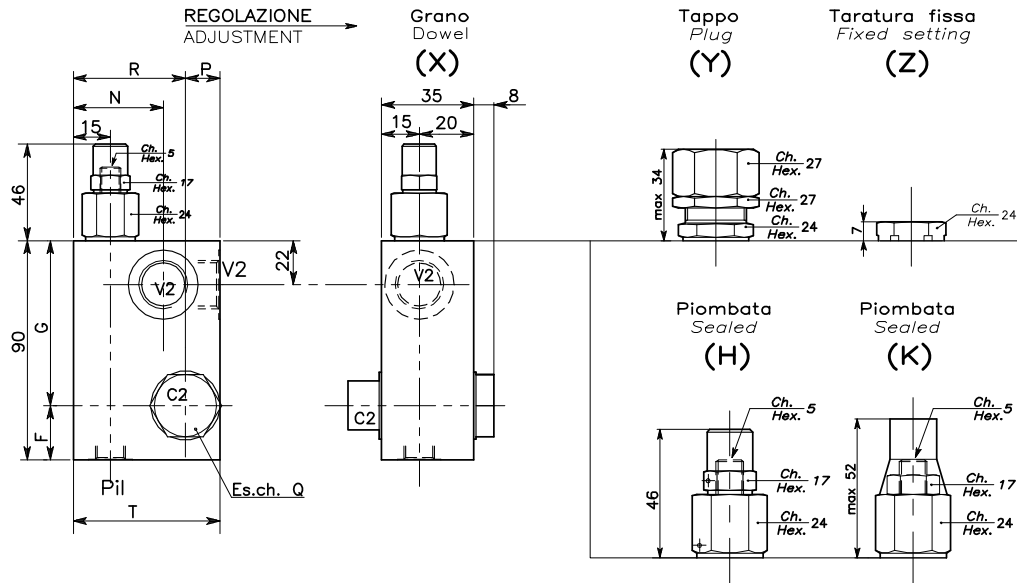 REGOLAZIONE
ADJUSTMENT
Grano
Dowel
(X)
Tappo
Plug
(Y)
Taratura fissa
Fixed setting
(Z)
R
P
N
15
46
Ch.
Hex. 5
Ch.
Hex. 17
Ch.
Hex. 24
35
8
15
20
max 34
Ch.
Hex. 27
Ch.
Hex. 27
Ch.
Hex. 24
7
Ch.
Hex. 24
22
V2
V2
V2
90
G
F
C2
C2
Pil
Es.ch. Q
T
Piombata
Sealed
(H)
46
Ch.
Hex. 5
Ch.
Hex. 17
Ch.
Hex. 24
Piombata
Sealed
(K)
max 52
Ch.
Hex. 5
Ch.
Hex. 17
Ch.
Hex. 24